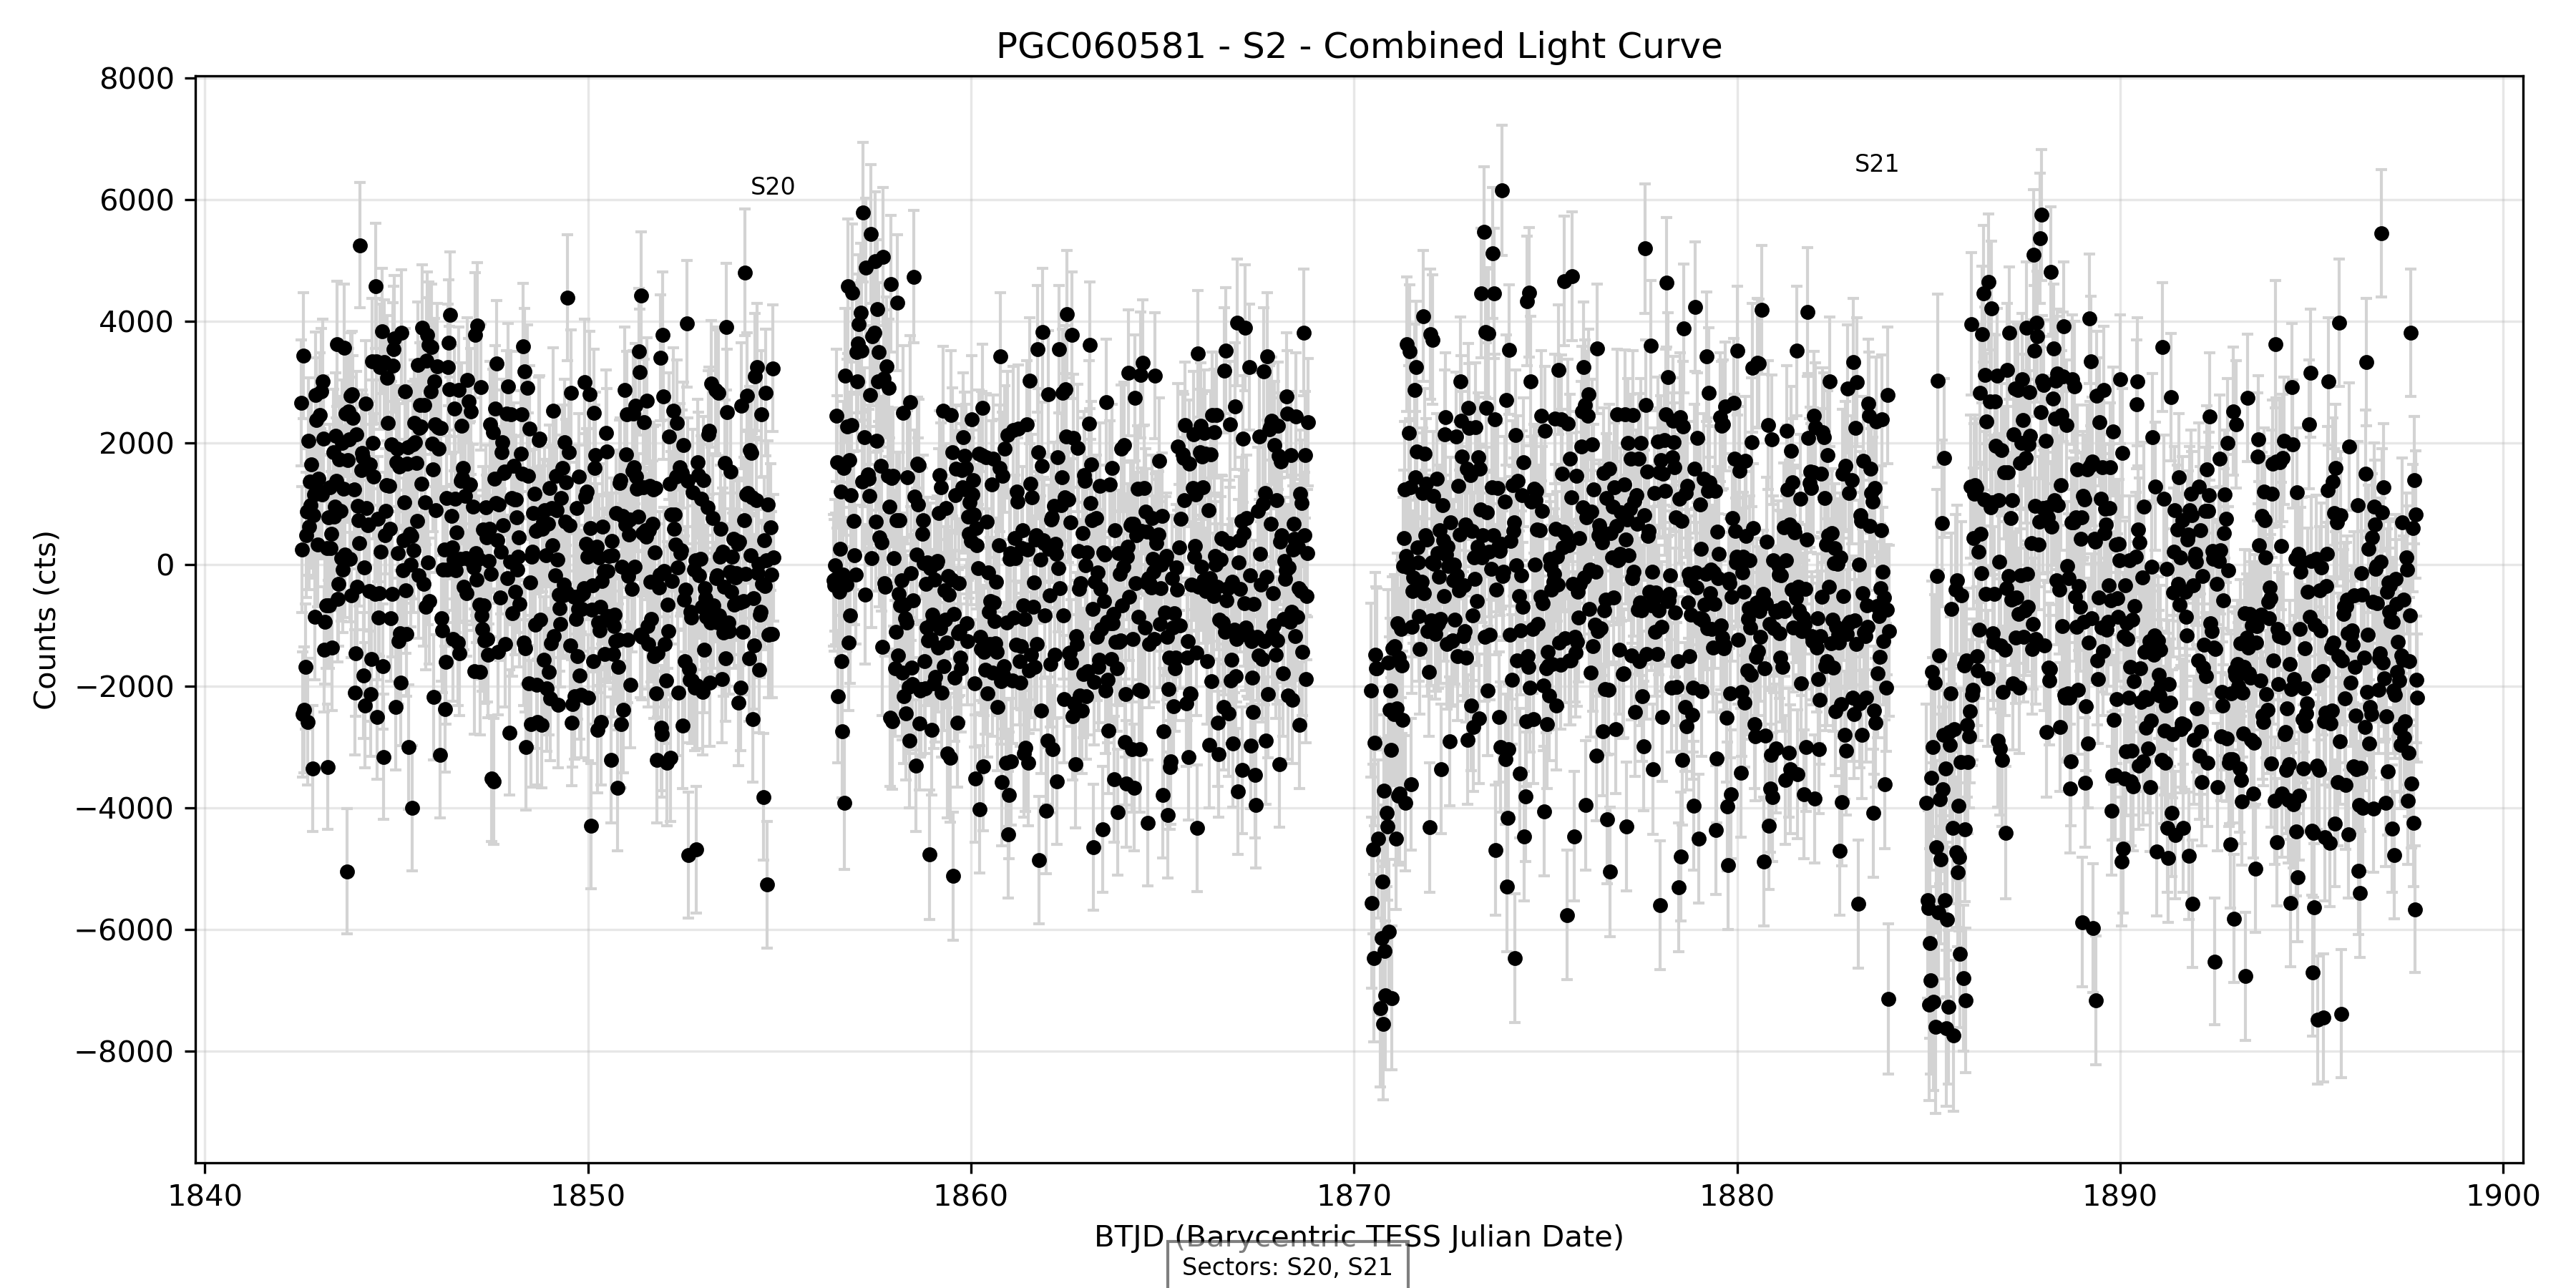 PGC060581 - S2 - Combined Light Curve
8000
6000
4000
2000
0
−2000
−4000
−6000
−8000
Counts (cts)
S20
S21
1840 1850 1860 1870 1880 1890 1900
BTJD (Barycentric TESS Julian Date)
Sectors: S20, S21